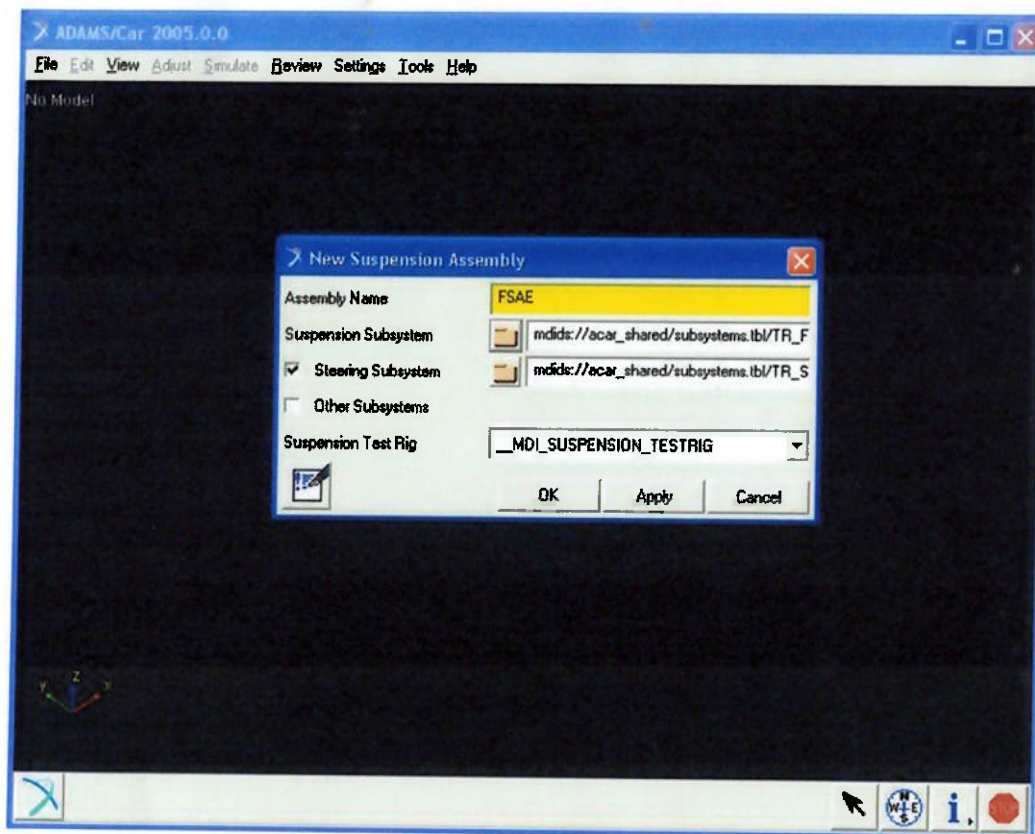 ADAMS/Car 2005.0.0
File Edit View Adjust Simulate Review Settings Tools Help
No Model
New Suspension Assembly
Assembly Name FSAE
Suspension Subsystem mdids://acar_shared/subsystems.tbl/TR_F
Steering Subsystem mdids://acar_shared/subsystems.tbl/TR_S
Other Subsystems
Suspension Test Rig __MDI_SUSPENSION_TESTRIG
OK Apply Cancel
y z x
N
W E
S
i
STOP